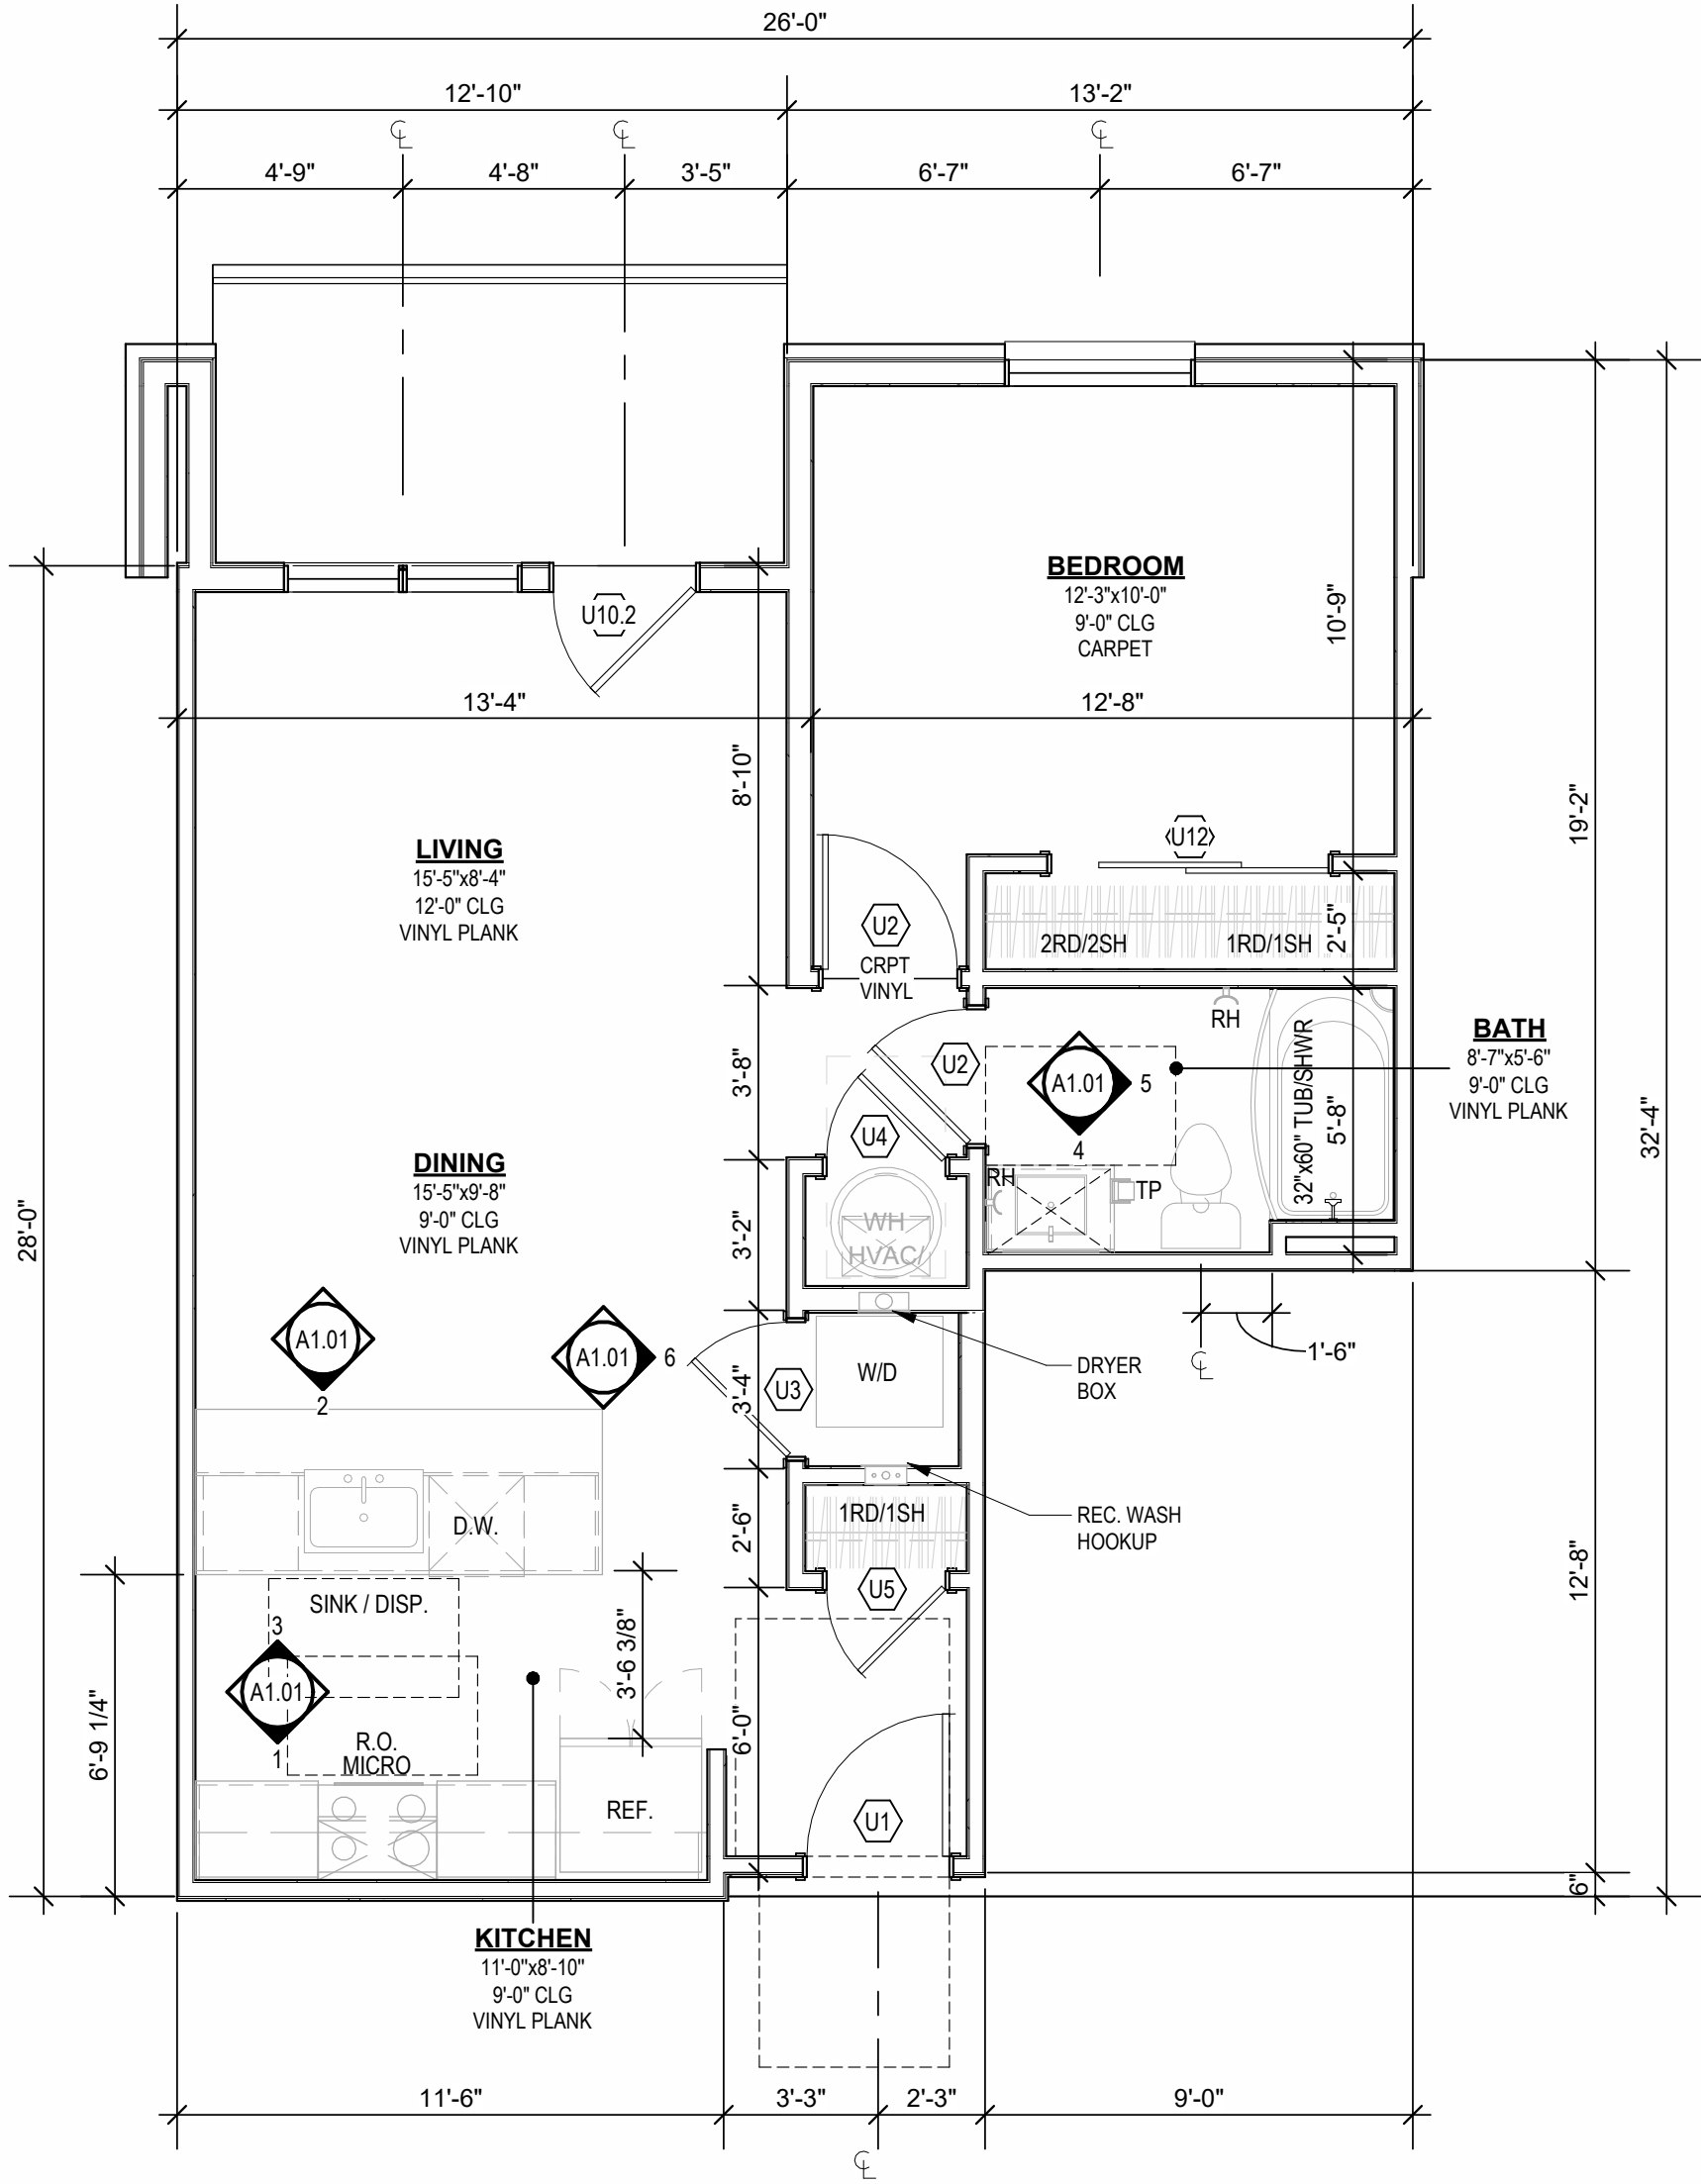 26'-0"
12'-10"
13'-2"
4'-9"
4'-8"
3'-5"
6'-7"
6'-7"
U10.2
BEDROOM
12'-3"x10'-0"
9'-0" CLG
CARPET
10'-9"
13'-4"
12'-8"
8'-10"
19'-2"
LIVING
15'-5"x8'-4"
12'-0" CLG
VINYL PLANK
U12
U2
CRPT
VINYL
2RD/2SH
1RD/1SH
2'-5"
RH
BATH
8'-7"x5'-6"
9'-0" CLG
VINYL PLANK
3'-8"
U2
A1.01
5
4
32"x60" TUB/SHWR
5'-8"
32'-4"
U4
DINING
15'-5"x9'-8"
9'-0" CLG
VINYL PLANK
RH
TP
28'-0"
3'-2"
WH
HVAC/
A1.01
2
A1.01
6
3'-4"
U3
W/D
DRYER
BOX
1'-6"
D.W.
2'-6"
1RD/1SH
REC. WASH
HOOKUP
12'-8"
SINK / DISP.
U5
3
A1.01
1
3'-6 3/8"
6'-9 1/4"
R.O.
MICRO
6'-0"
REF.
U1
6"
KITCHEN
11'-0"x8'-10"
9'-0" CLG
VINYL PLANK
11'-6"
3'-3"
2'-3"
9'-0"